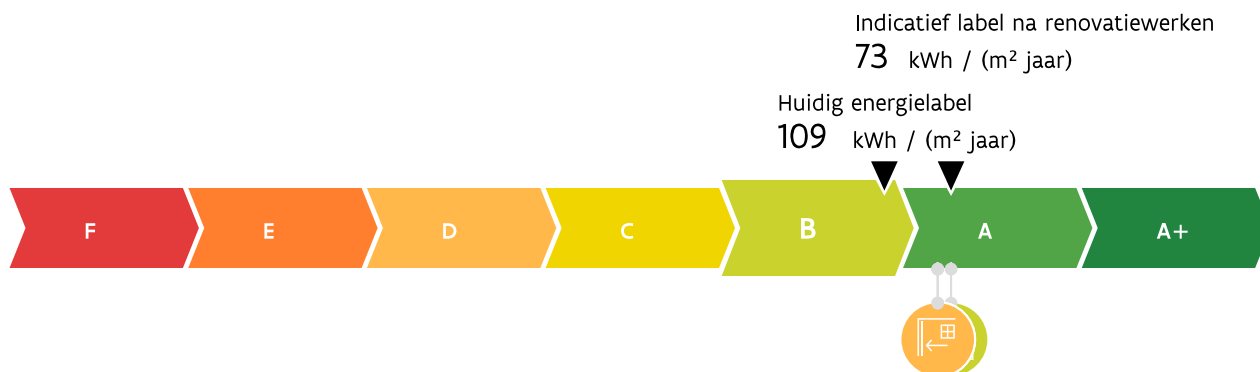 Indicatief label na renovatiewerken
73 kWh / (m² jaar)
Huidig energielabel
109 kWh / (m² jaar)
F E D C B A A+